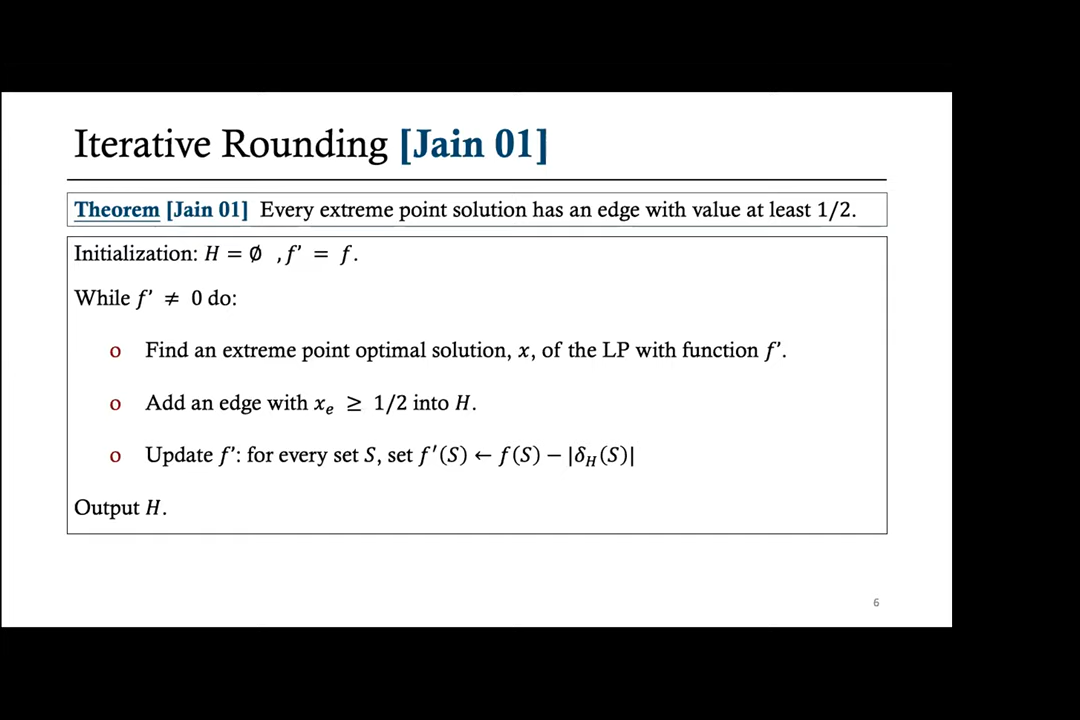 Iterative Rounding [Jain 01]
Theorem [Jain 01] Every extreme point solution has an edge with value at least 1/2.
Initialization: H = ∅ , f' = f.
While f' ≠ 0 do:
o Find an extreme point optimal solution, x, of the LP with function f'.
o Add an edge with xₑ ≥ 1/2 into H.
o Update f': for every set S, set f'(S) ← f(S) − |δ_H(S)|
Output H.
6